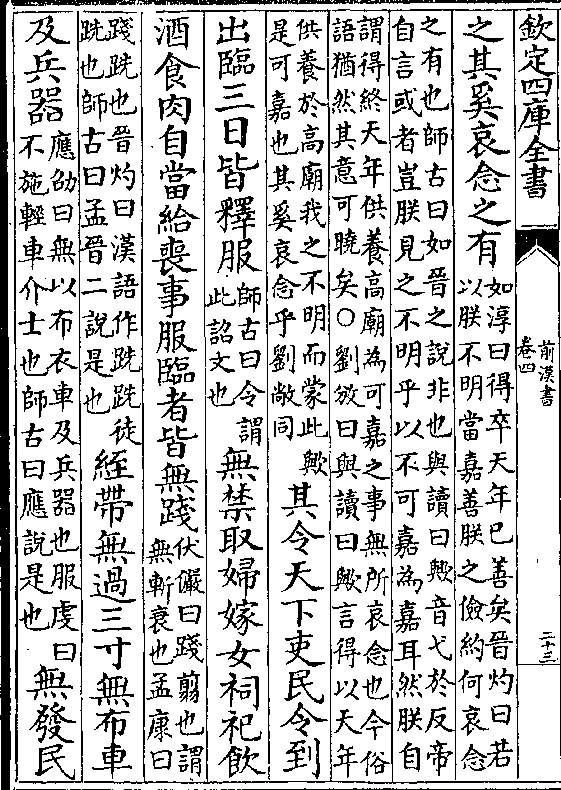 欽定四庫全書
前漢書
卷四
二十三
之其奚哀念之有
如淳曰得卒天年已善矣晉灼曰若
以朕不明當嘉善朕之儉約何哀念
之有也師古曰如晉之說非也與讀曰歟音弋於反帝
自言或者豈朕見之不明乎以不可嘉為嘉耳然朕自
謂得終天年供養高廟為可嘉之事無所哀念也今俗
語猶然其意可曉矣○劉攽曰與讀曰歟言得以天年
供養於高廟我之不明而蒙此歟
是可嘉也其奚哀念乎劉敞同
其令天下吏民令到
出臨三日皆釋服
師古曰令謂
此詔文也
無禁取婦嫁女祠祀飲
酒食肉自當給喪事服臨者皆無踐
伏儼曰踐翦也謂
無斬衰也孟康曰
踐跣也晉灼曰漢語作跣跣徒
跣也師古曰孟晉二說是也
絰帶無過三寸無布車
及兵器
應劭曰無以布衣車及兵器也服虔曰
不施輕車介士也師古曰應說是也
無發民